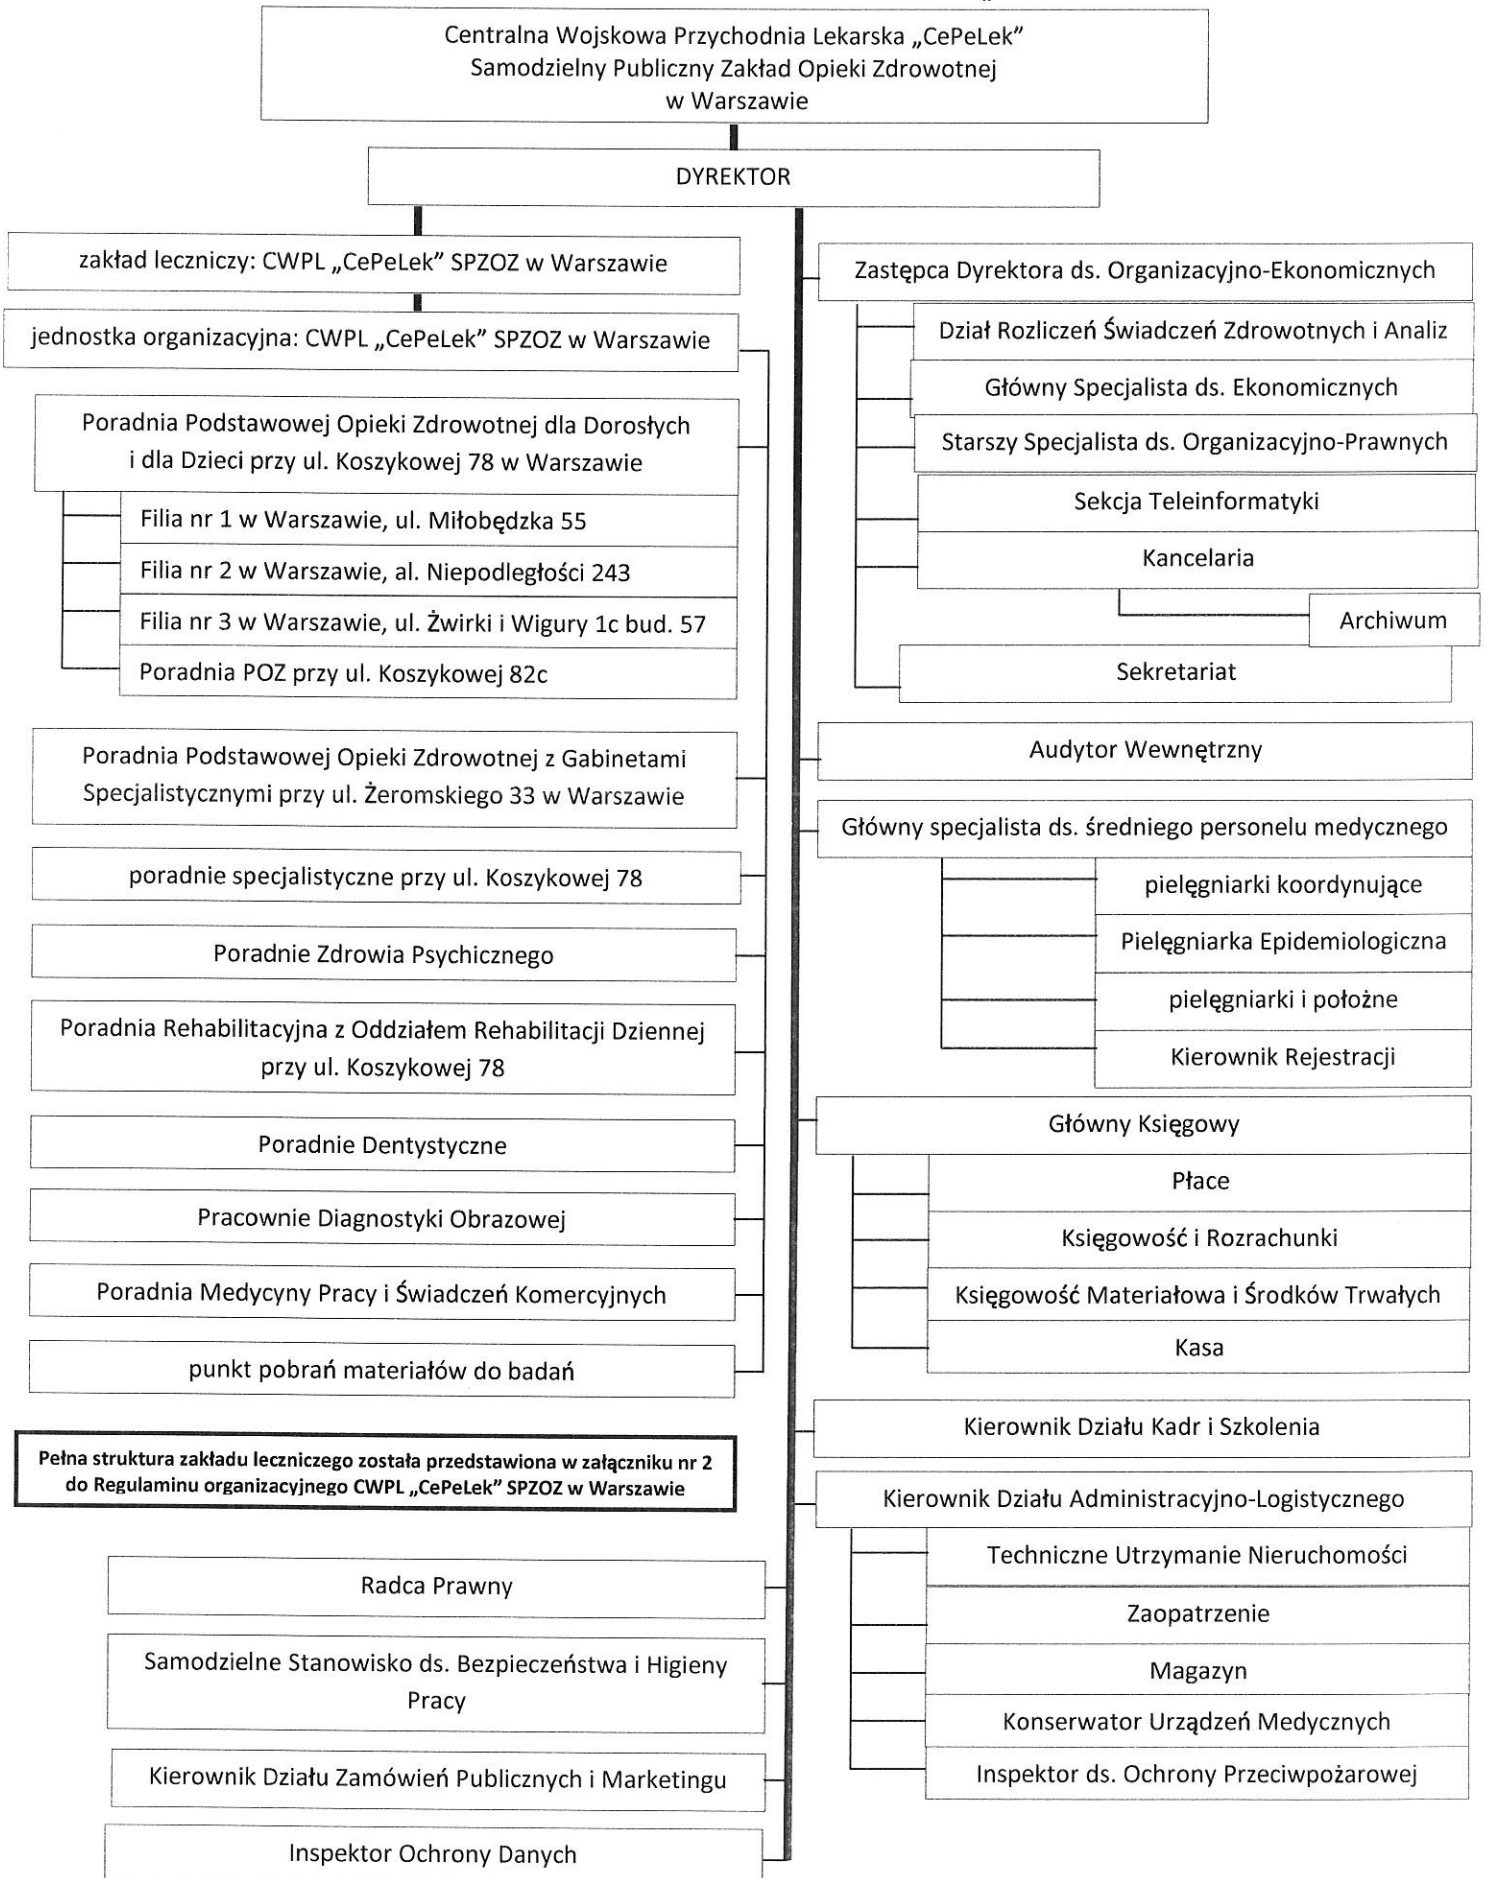 Centralna Wojskowa Przychodnia Lekarska „CePeLek”
Samodzielny Publiczny Zakład Opieki Zdrowotnej
w Warszawie
DYREKTOR
zakład leczniczy: CWPL „CePeLek” SPZOZ w Warszawie
jednostka organizacyjna: CWPL „CePeLek” SPZOZ w Warszawie
Poradnia Podstawowej Opieki Zdrowotnej dla Dorosłych
i dla Dzieci przy ul. Koszykowej 78 w Warszawie
Filia nr 1 w Warszawie, ul. Miłobędzka 55
Filia nr 2 w Warszawie, al. Niepodległości 243
Filia nr 3 w Warszawie, ul. Żwirki i Wigury 1c bud. 57
Poradnia POZ przy ul. Koszykowej 82c
Poradnia Podstawowej Opieki Zdrowotnej z Gabinetami
Specjalistycznymi przy ul. Żeromskiego 33 w Warszawie
poradnie specjalistyczne przy ul. Koszykowej 78
Poradnie Zdrowia Psychicznego
Poradnia Rehabilitacyjna z Oddziałem Rehabilitacji Dziennej
przy ul. Koszykowej 78
Poradnie Dentystyczne
Pracownie Diagnostyki Obrazowej
Poradnia Medycyny Pracy i Świadczeń Komercyjnych
punkt pobrań materiałów do badań
Pełna struktura zakładu leczniczego została przedstawiona w załączniku nr 2
do Regulaminu organizacyjnego CWPL „CePeLek” SPZOZ w Warszawie
Radca Prawny
Samodzielne Stanowisko ds. Bezpieczeństwa i Higieny
Pracy
Kierownik Działu Zamówień Publicznych i Marketingu
Inspektor Ochrony Danych
Zastępca Dyrektora ds. Organizacyjno-Ekonomicznych
Dział Rozliczeń Świadczeń Zdrowotnych i Analiz
Główny Specjalista ds. Ekonomicznych
Starszy Specjalista ds. Organizacyjno-Prawnych
Sekcja Teleinformatyki
Kancelaria
Archiwum
Sekretariat
Audytor Wewnętrzny
Główny specjalista ds. średniego personelu medycznego
pielęgniarki koordynujące
Pielęgniarka Epidemiologiczna
pielęgniarki i położne
Kierownik Rejestracji
Główny Księgowy
Płace
Księgowość i Rozrachunki
Księgowość Materiałowa i Środków Trwałych
Kasa
Kierownik Działu Kadr i Szkolenia
Kierownik Działu Administracyjno-Logistycznego
Techniczne Utrzymanie Nieruchomości
Zaopatrzenie
Magazyn
Konserwator Urządzeń Medycznych
Inspektor ds. Ochrony Przeciwpożarowej